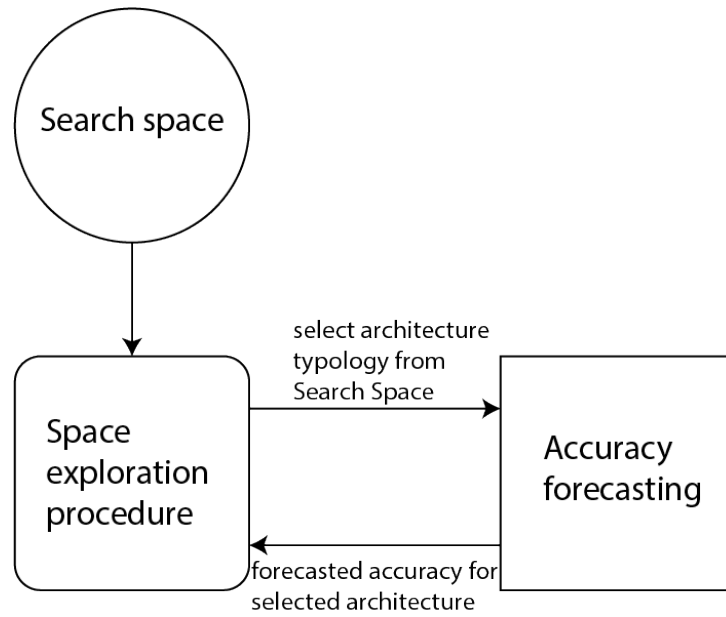 Search space
select architecture
typology from
Search Space
Space
exploration
procedure
Accuracy
forecasting
forecasted accuracy for
selected architecture